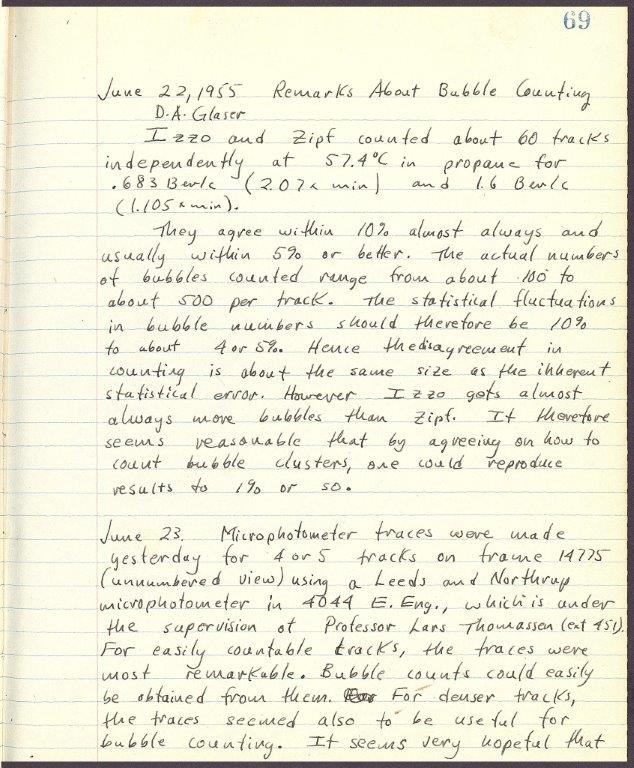 69
June 22, 1955 Remarks About Bubble Counting
D.A. Glaser
Izzo and Zipf counted about 60 tracks
independently at 57.4°C in propane for
.683 Bev/c (2.07x min) and 1.6 Bev/c
(1.105 x min).
They agree within 10% almost always and
usually within 5% or better. The actual numbers
of bubbles counted range from about 100 to
about 500 per track. The statistical fluctuations
in bubble numbers should therefore be 10%
to about 4 or 5%. Hence the disagreement in
counting is about the same size as the inherent
statistical error. However Izzo gets almost
always more bubbles than Zipf. It therefore
seems reasonable that by agreeing on how to
count bubble clusters, one could reproduce
results to 1% or so.
June 23. Microphotometer traces were made
yesterday for 4 or 5 tracks on frame 14775
(unnumbered view) using a Leeds and Northrup
microphotometer in 4044 E. Eng., which is under
the supervision of Professor Lars Thomassen (ext 451).
For easily countable tracks, the traces were
most remarkable. Bubble counts could easily
be obtained from them. For denser tracks,
the traces seemed also to be useful for
bubble counting. It seems very hopeful that